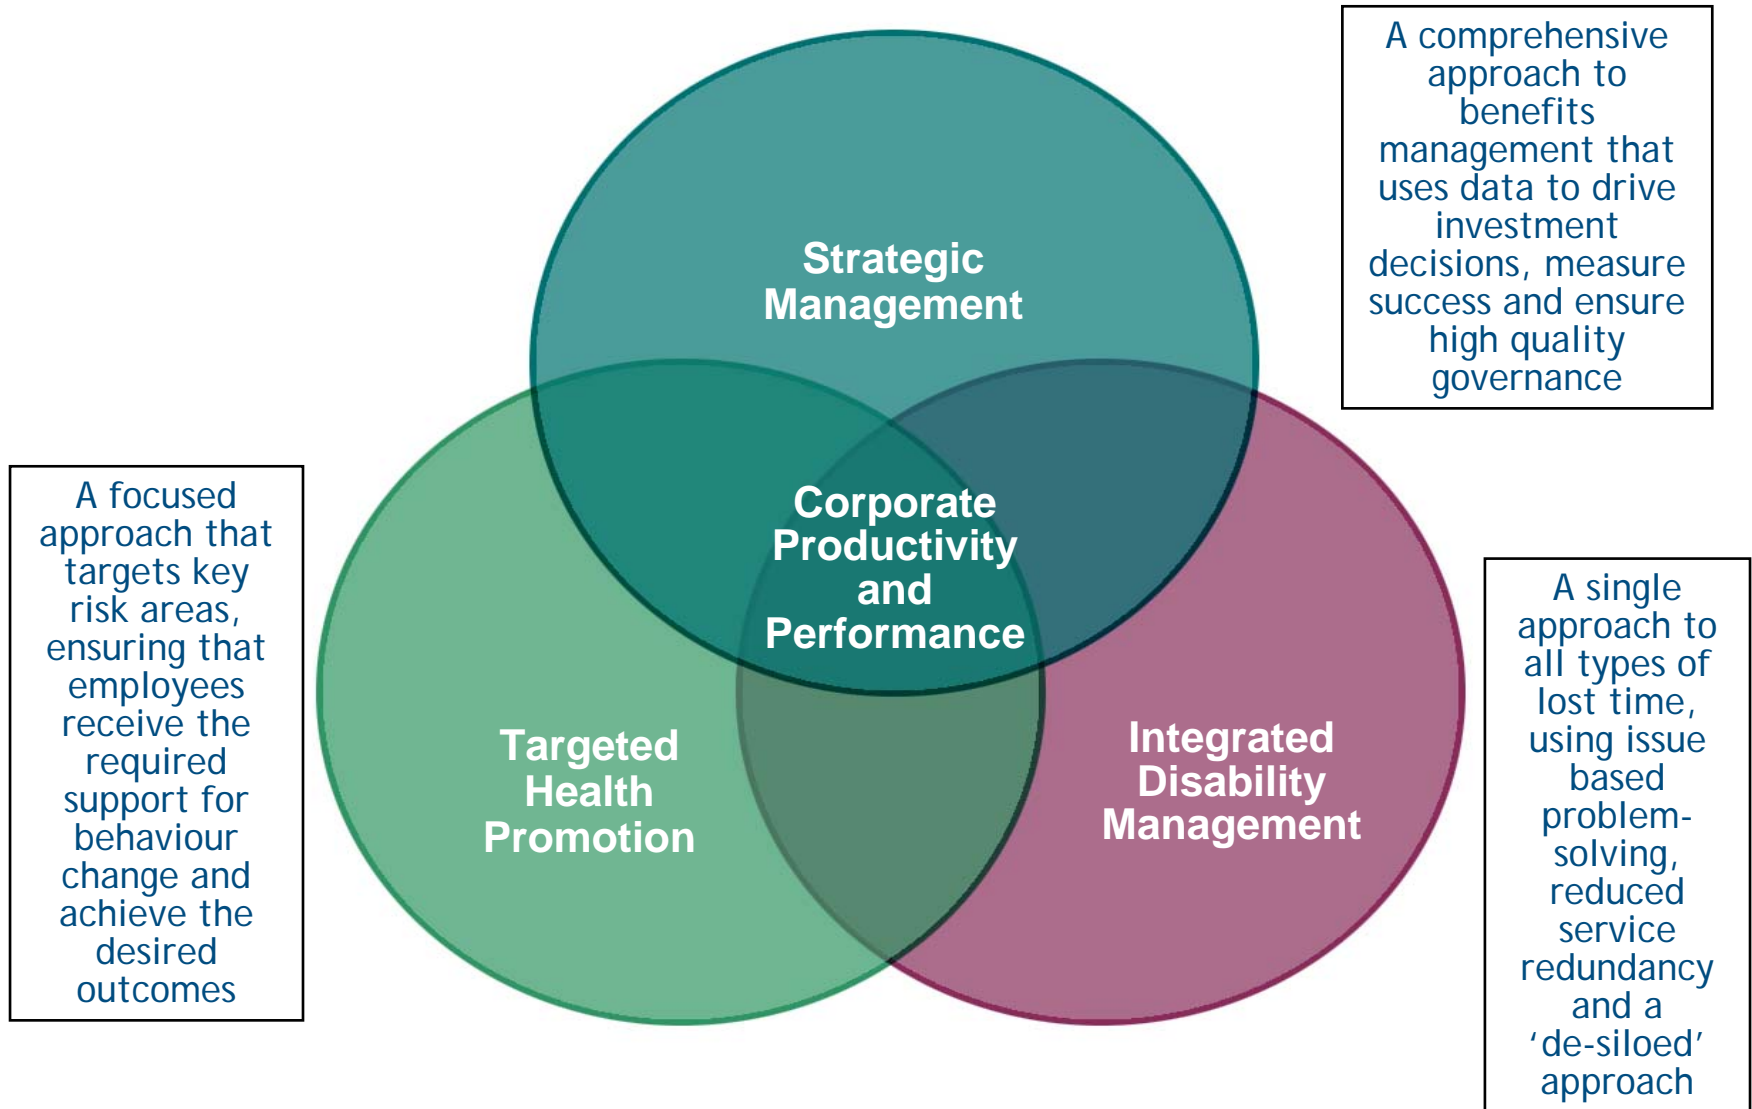 A comprehensive
approach to
benefits
management that
uses data to drive
investment
decisions, measure
success and ensure
high quality
governance
Strategic
Management
Corporate
Productivity
and
Performance
A focused
approach that
targets key
risk areas,
ensuring that
employees
receive the
required
support for
behaviour
change and
achieve the
desired
outcomes
Targeted
Health
Promotion
Integrated
Disability
Management
A single
approach to
all types of
lost time,
using issue
based
problem-
solving,
reduced
service
redundancy
and a
‘de-siloed’
approach